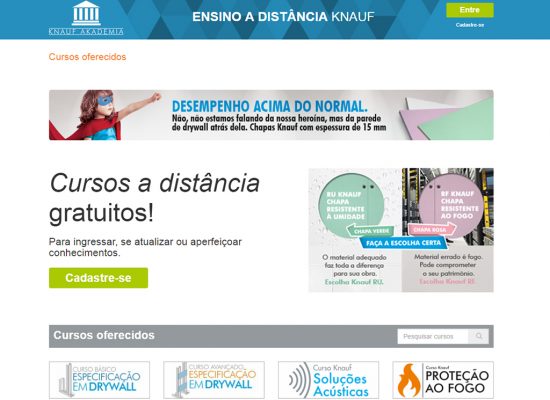 KNAUF AKADEMIA
ENSINO A DISTÂNCIA KNAUF
Entre
Cadastre-se
Cursos oferecidos
DESEMPENHO ACIMA DO NORMAL.
Não, não estamos falando da nossa heroína, mas da parede
de drywall atrás dela. Chapas Knauf com espessura de 15 mm
Cursos a distância
gratuitos!
Para ingressar, se atualizar ou aperfeiçoar
conhecimentos.
Cadastre-se
RU KNAUF
CHAPA
RESISTENTE
À UMIDADE
CHAPA VERDE
RF KNAUF
CHAPA
RESISTENTE
AO FOGO
CHAPA ROSA
FAÇA A ESCOLHA CERTA
O material adequado
faz toda a diferença
para sua obra.
Escolha Knauf RU.
Material errado é fogo.
Pode comprometer
o seu patrimônio.
Escolha Knauf RF.
Cursos oferecidos
Pesquisar cursos
CURSO BÁSICO
ESPECIFICAÇÃO
EM DRYWALL
CURSO AVANÇADO
ESPECIFICAÇÃO
EM DRYWALL
Curso Knauf
Soluções
Acústicas
Curso Knauf
PROTEÇÃO
AO FOGO